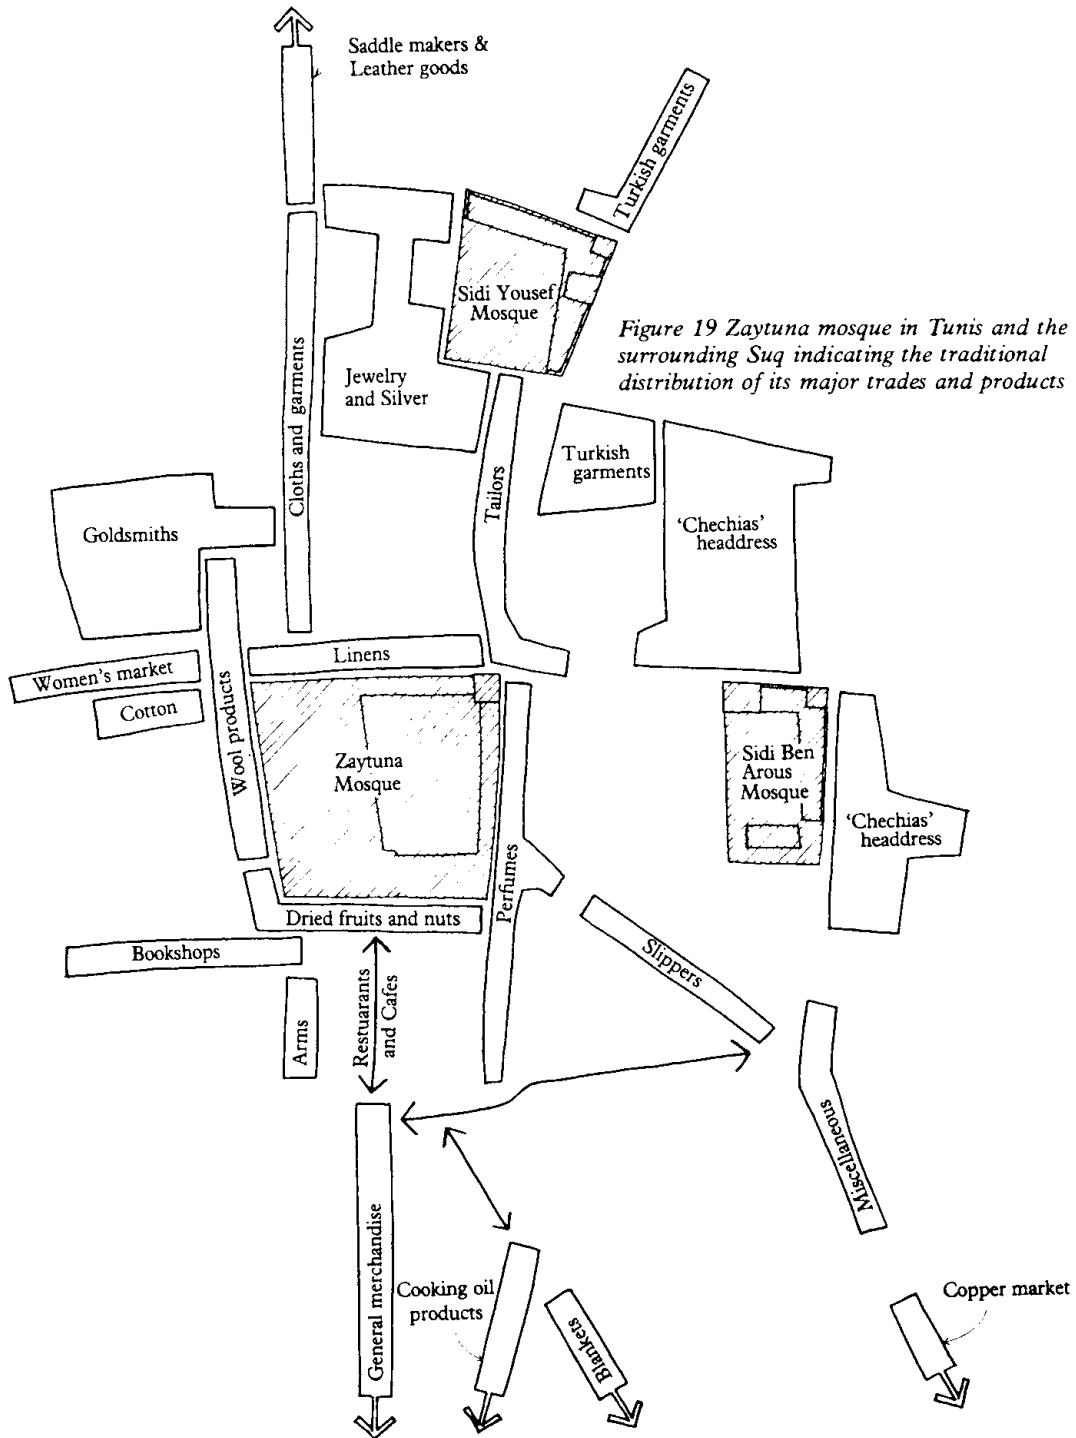 Saddle makers &
Leather goods
Turkish garments
Sidi Yousef
Mosque
Figure 19 Zaytuna mosque in Tunis and the
surrounding Suq indicating the traditional
distribution of its major trades and products
Cloths and garments
Jewelry
and Silver
Tailors
Turkish
garments
'Chechias'
headdress
Goldsmiths
Linens
Women's market
Cotton
Wool products
Zaytuna
Mosque
Sidi Ben
Arous
Mosque
'Chechias'
headdress
Perfumes
Dried fruits and nuts
Bookshops
Slippers
Arms
Restuarants
and Cafes
Miscellaneous
General merchandise
Cooking oil
products
Blankets
Copper market